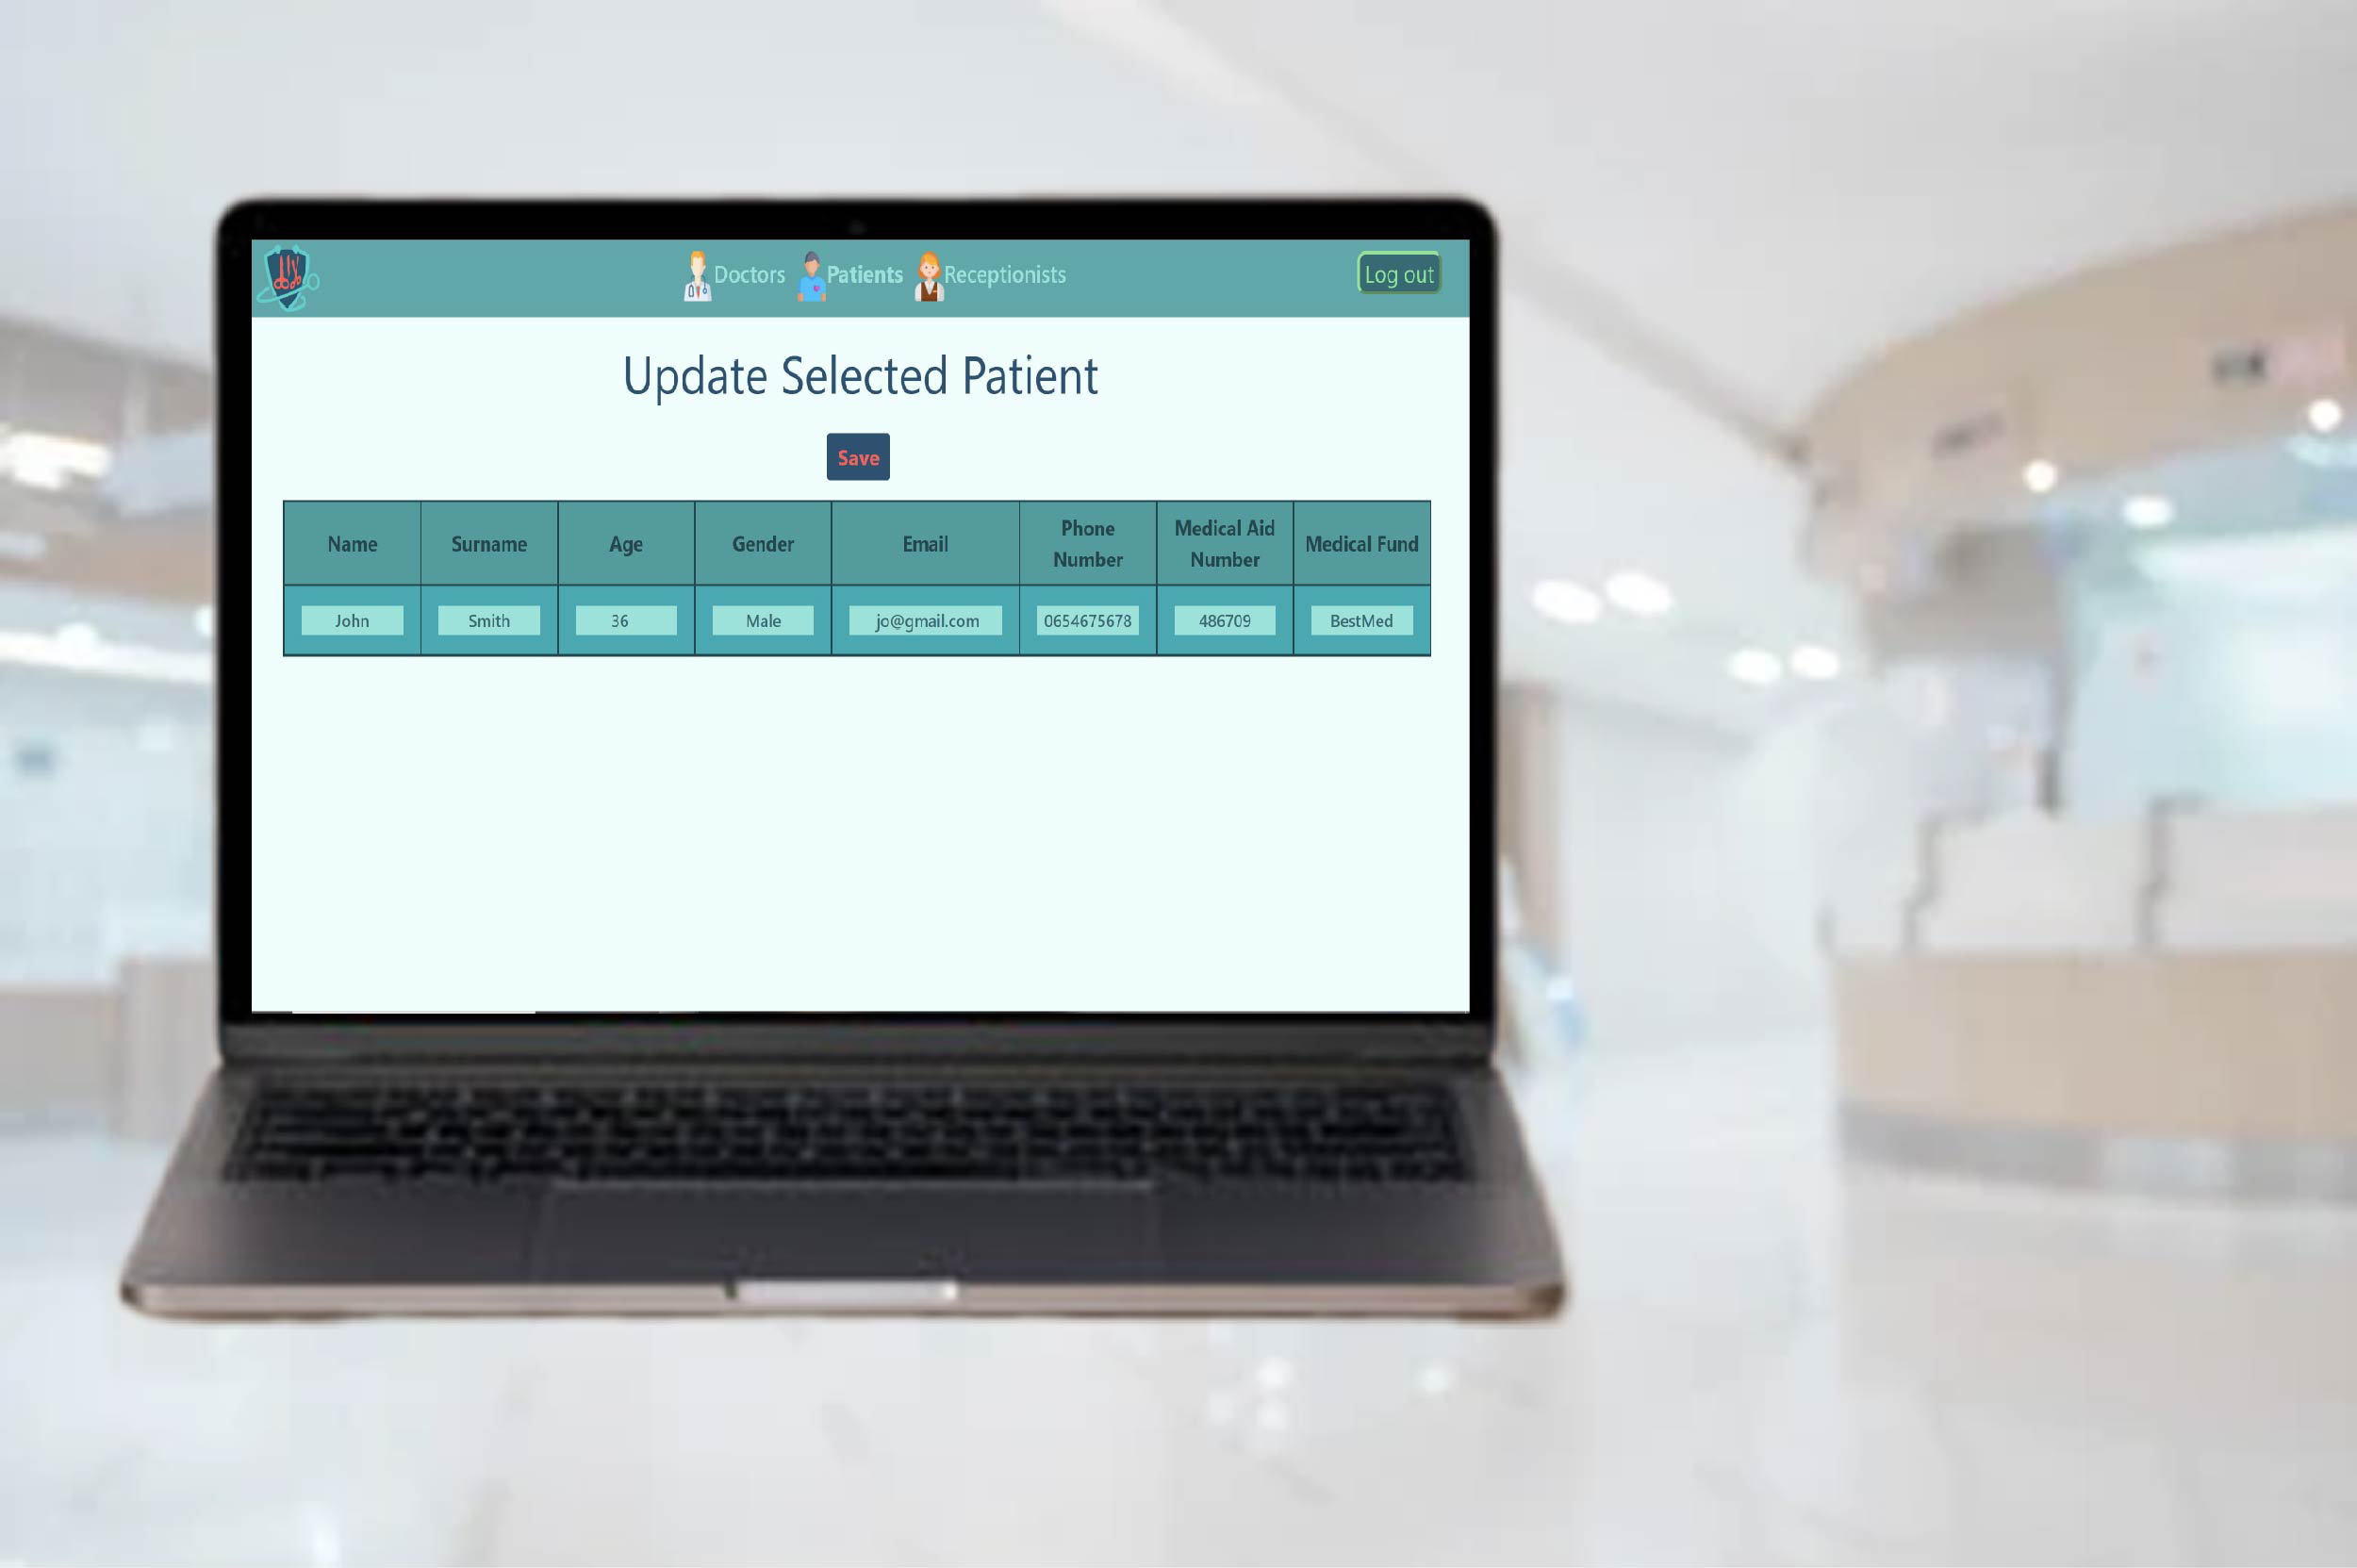 Doctors Patients Receptionists Log out
Update Selected Patient
Save
Name Surname Age Gender Email Phone Number Medical Aid Number Medical Fund
John Smith 36 Male jo@gmail.com 0654675678 486709 BestMed